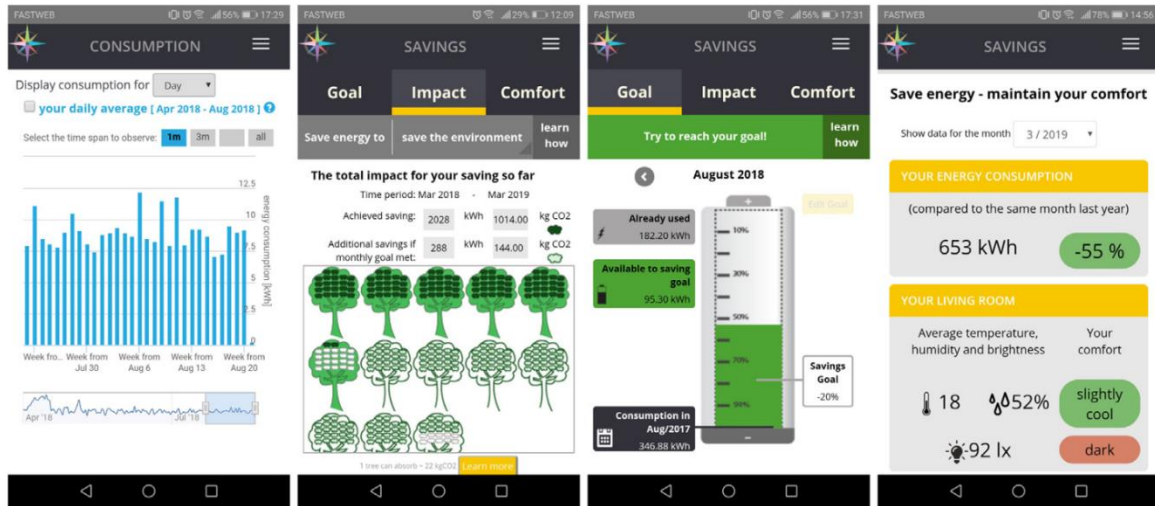 FASTWEB 56% 17:29
CONSUMPTION
Display consumption for Day
your daily average [ Apr 2018 - Aug 2018 ] ?
Select the time span to observe: 1m 3m all
12.5
10
7.5
5
2.5
0
energy consumption [kWh]
Week fro... Week from Jul 30 Week from Aug 6 Week from Aug 13 Week from Aug 20
Apr '18 Jul '18
FASTWEB 29% 12:09
SAVINGS
Goal Impact Comfort
Save energy to save the environment learn how
The total impact for your saving so far
Time period: Mar 2018 - Mar 2019
Achieved saving: 2028 kWh 1014.00 kg CO2
Additional savings if monthly goal met: 288 kWh 144.00 kg CO2
1 tree can absorb ~ 22 kgCO2 Learn more
FASTWEB 56% 17:31
SAVINGS
Goal Impact Comfort
Try to reach your goal! learn how
August 2018
Edit Goal
+
Already used
182.20 kWh
10%
Available to saving goal
95.30 kWh
30%
50%
70%
Savings Goal
-20%
90%
Consumption in Aug/2017
346.88 kWh
-
FASTWEB 78% 14:56
SAVINGS
Save energy - maintain your comfort
Show data for the month 3 / 2019
YOUR ENERGY CONSUMPTION
(compared to the same month last year)
653 kWh -55 %
YOUR LIVING ROOM
Average temperature, humidity and brightness
Your comfort
18 52% slightly cool
92 lx dark